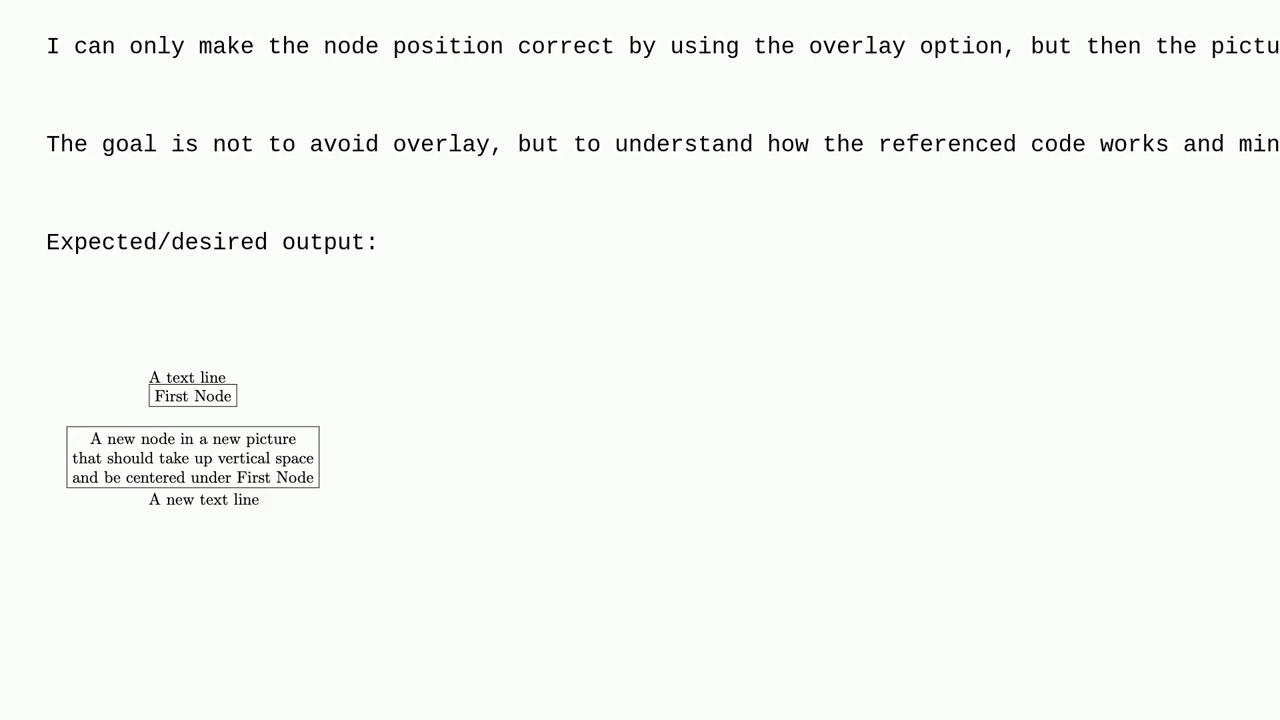 I can only make the node position correct by using the overlay option, but then the pictu
The goal is not to avoid overlay, but to understand how the referenced code works and min
Expected/desired output:
A text line
First Node
A new node in a new picture
that should take up vertical space
and be centered under First Node
A new text line